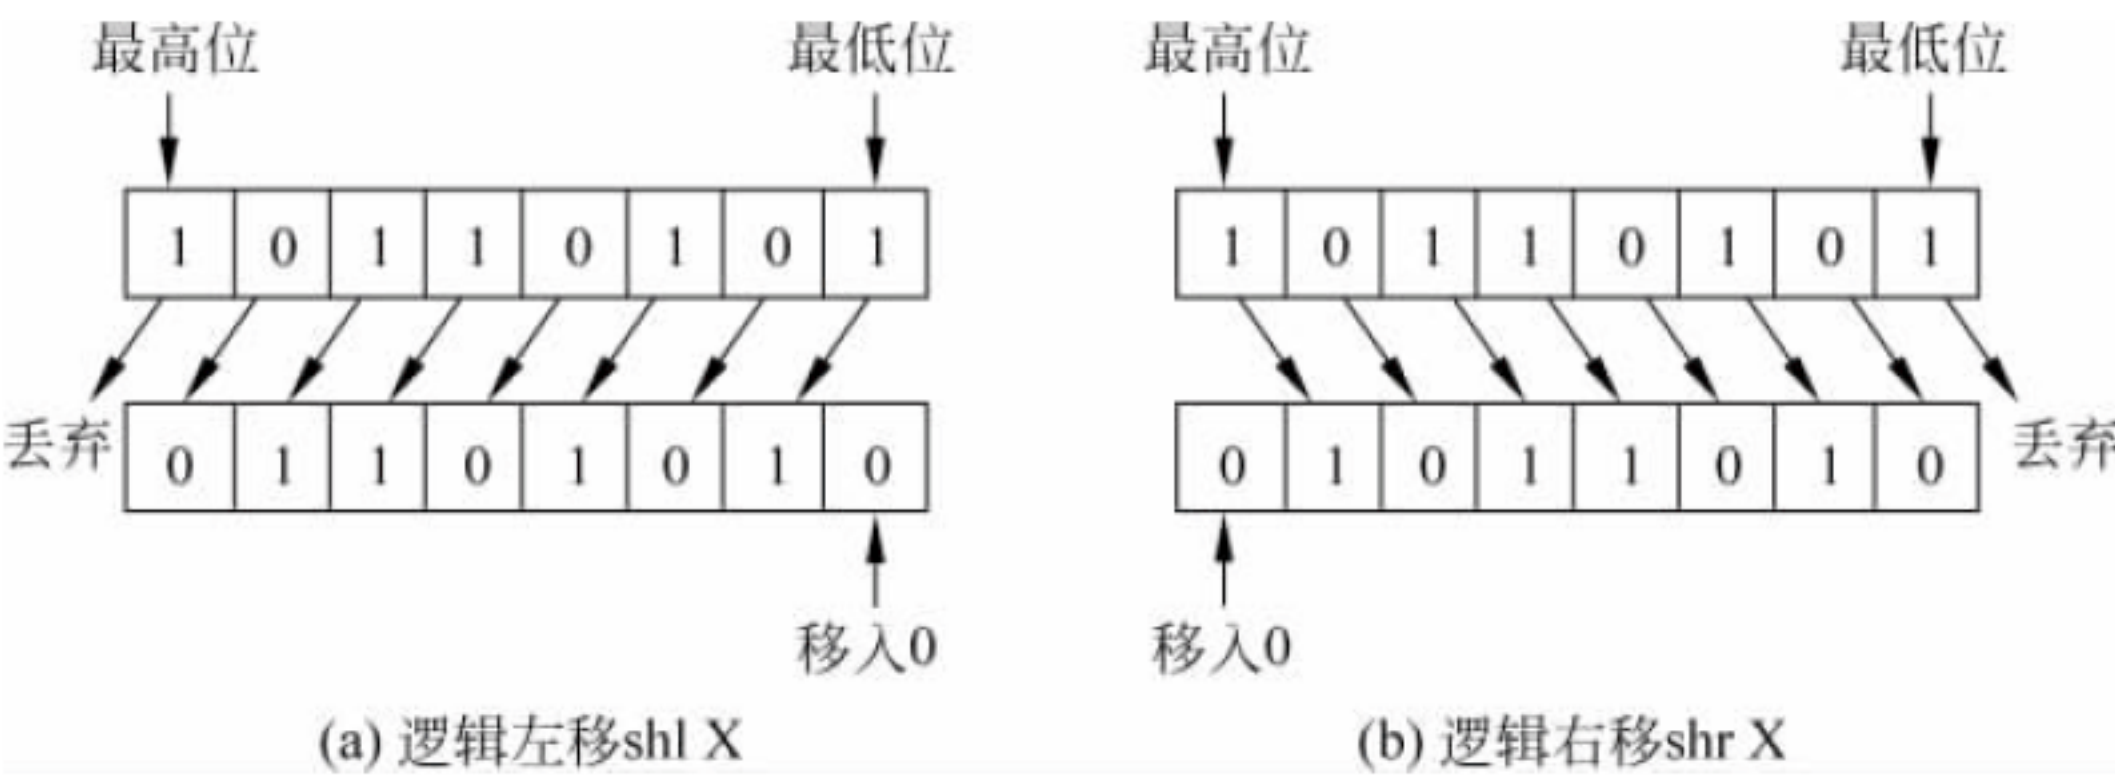 最高位 最低位 最高位 最低位
1 0 1 1 0 1 0 1 1 0 1 1 0 1 0 1
丢弃 0 1 1 0 1 0 1 0 0 1 0 1 1 0 1 0 丢弃
移入0 移入0
(a) 逻辑左移shl X (b) 逻辑右移shr X